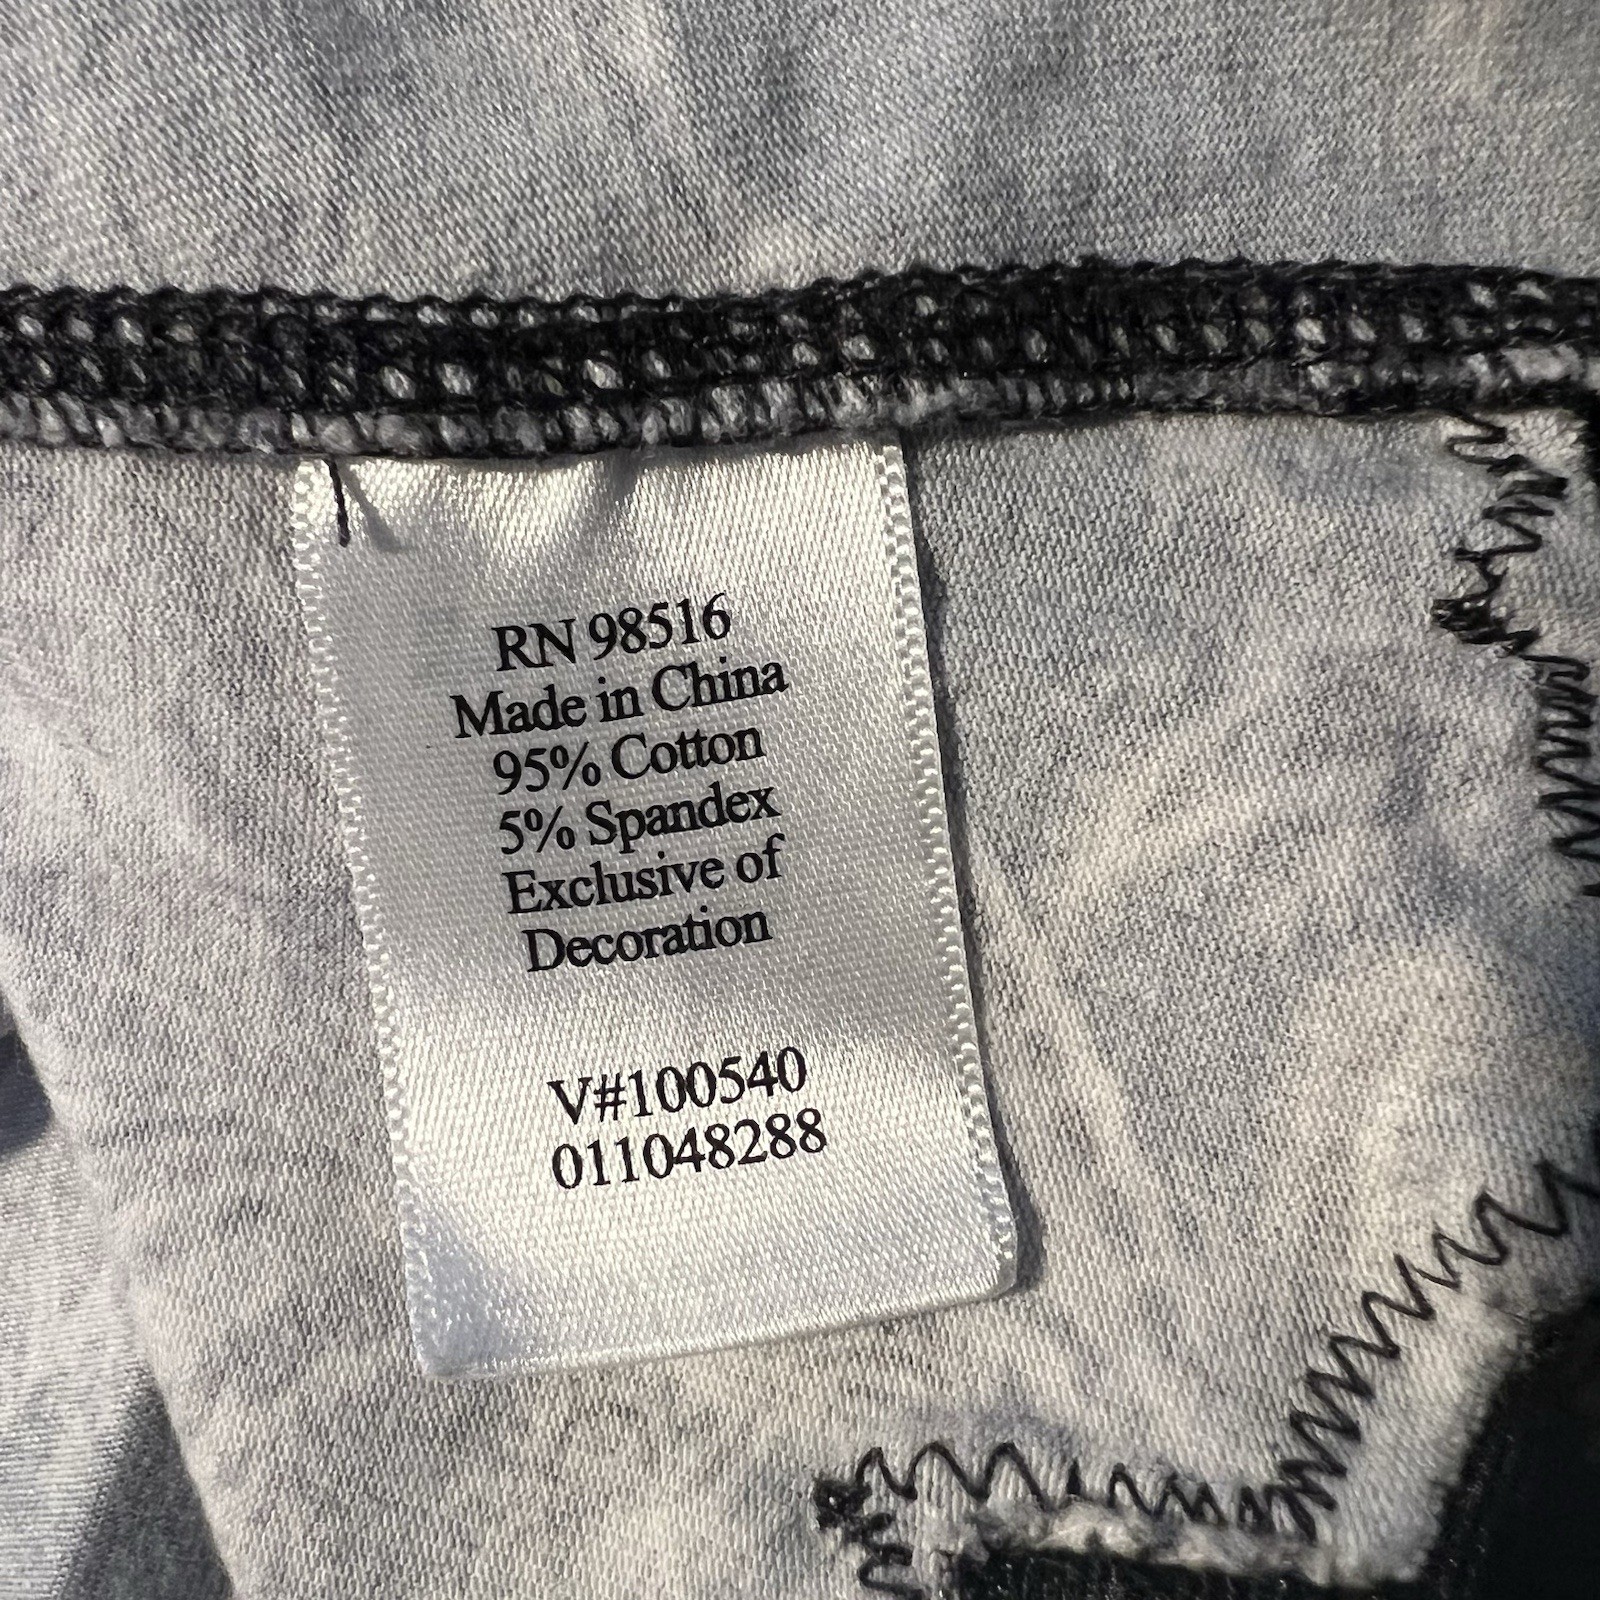 RN 98516
Made in China
95% Cotton
5% Spandex
Exclusive of
Decoration
V#100540
011048288